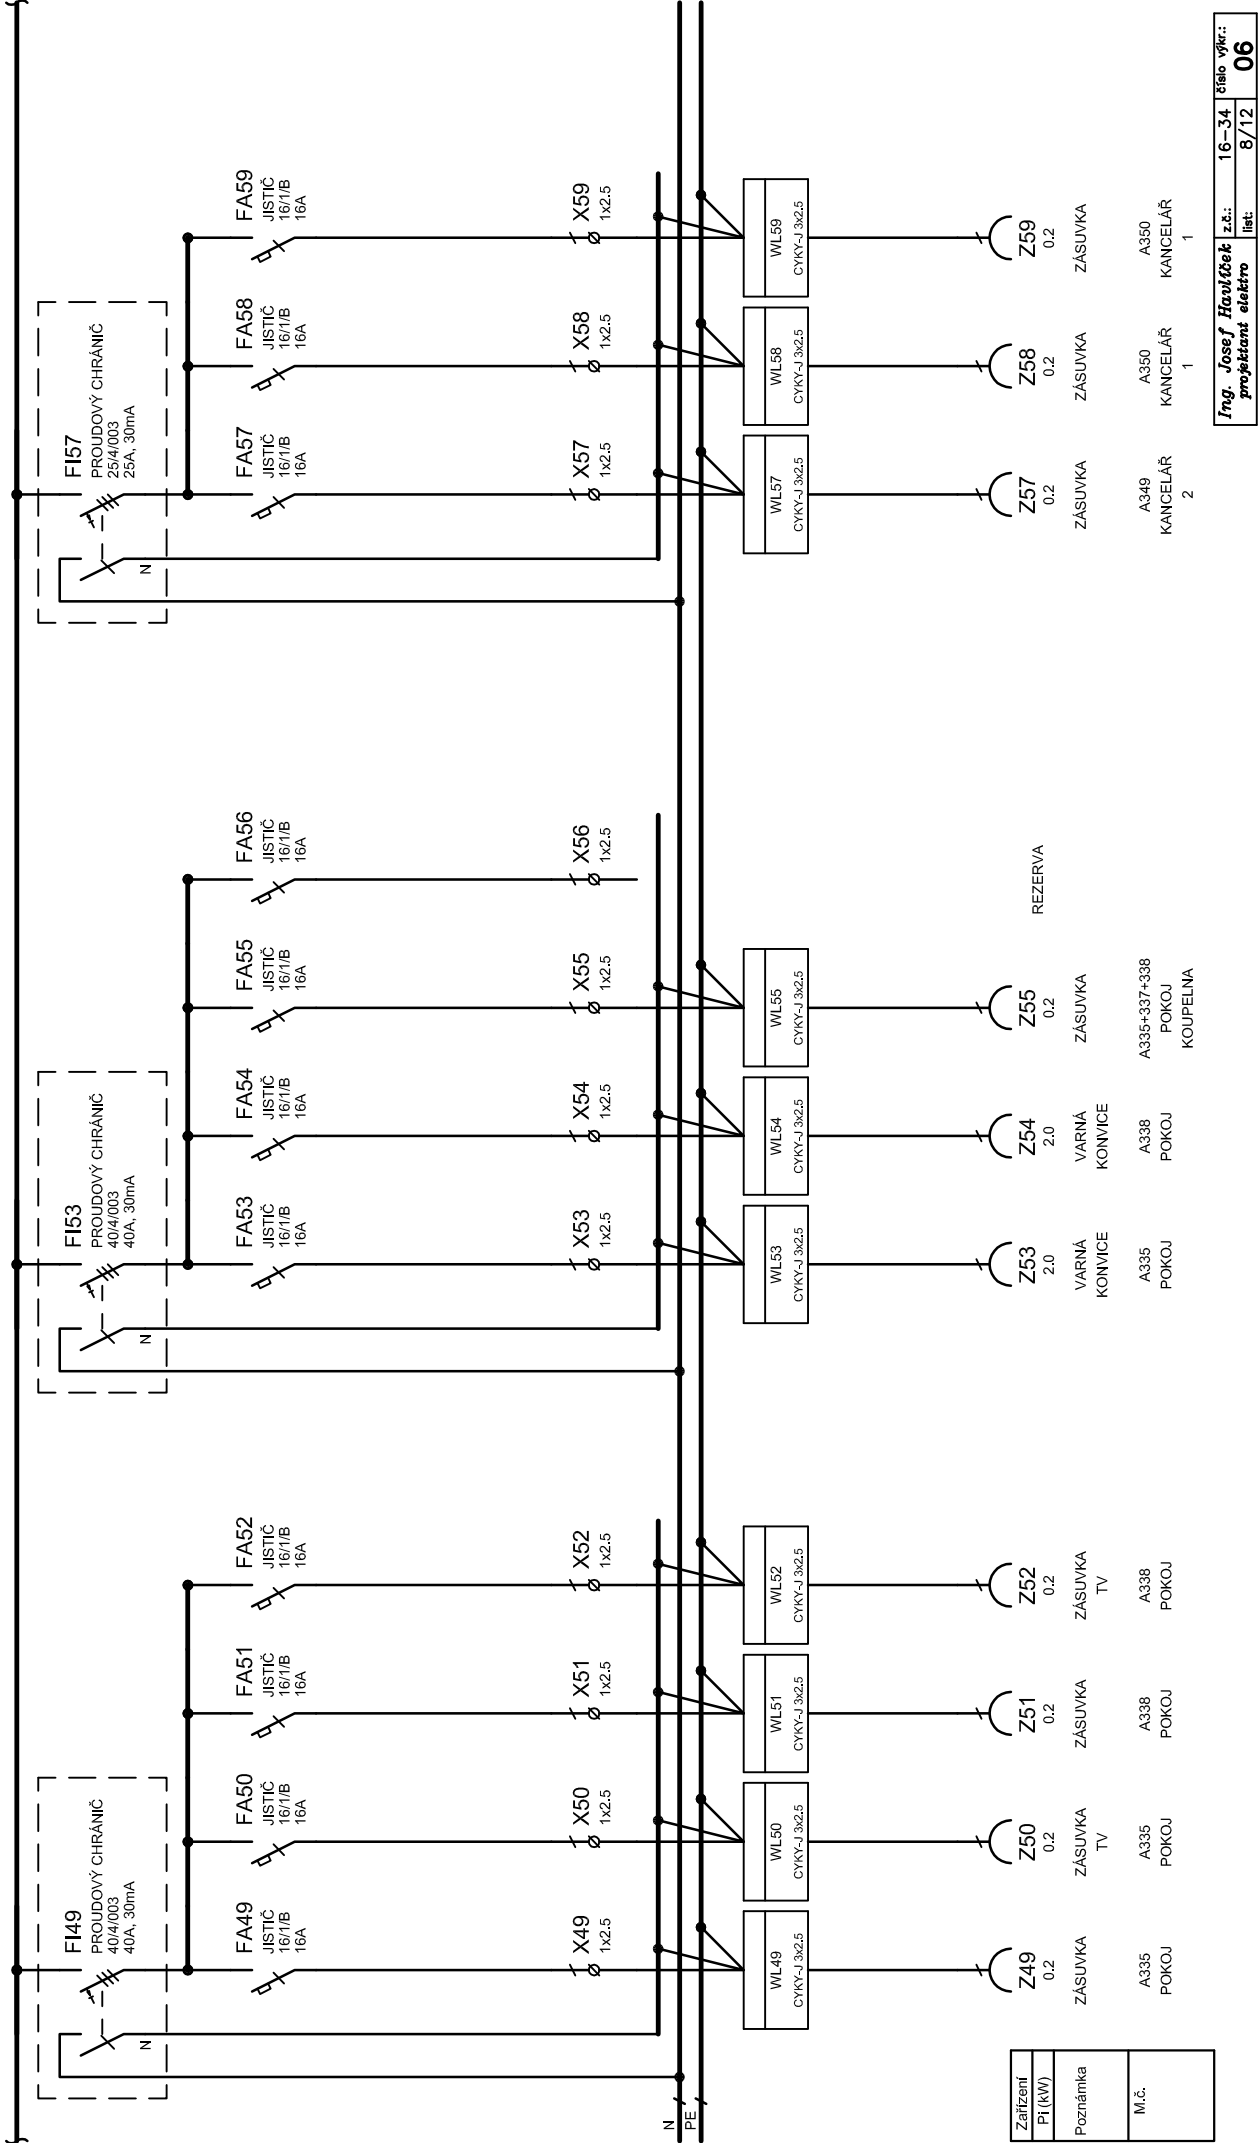 FI49
PROUDOVÝ CHRÁNIČ
40/4/003
40A, 30mA
N
FA49
JISTIČ
16/1/B
16A
FA50
JISTIČ
16/1/B
16A
FA51
JISTIČ
16/1/B
16A
FA52
JISTIČ
16/1/B
16A
X49
1x2.5
X50
1x2.5
X51
1x2.5
X52
1x2.5
N
PE
WL49
CYKY-J 3x2.5
WL50
CYKY-J 3x2.5
WL51
CYKY-J 3x2.5
WL52
CYKY-J 3x2.5
Zařízení
Pi (kW)
Poznámka
M.č.
Z49
0.2
ZÁSUVKA
A335
POKOJ
Z50
0.2
ZÁSUVKA
TV
A335
POKOJ
Z51
0.2
ZÁSUVKA
A338
POKOJ
Z52
0.2
ZÁSUVKA
TV
A338
POKOJ
FI53
PROUDOVÝ CHRÁNIČ
40/4/003
40A, 30mA
N
FA53
JISTIČ
16/1/B
16A
FA54
JISTIČ
16/1/B
16A
FA55
JISTIČ
16/1/B
16A
FA56
JISTIČ
16/1/B
16A
X53
1x2.5
X54
1x2.5
X55
1x2.5
X56
1x2.5
WL53
CYKY-J 3x2.5
WL54
CYKY-J 3x2.5
WL55
CYKY-J 3x2.5
Z53
2.0
VARNÁ
KONVICE
A335
POKOJ
Z54
2.0
VARNÁ
KONVICE
A338
POKOJ
Z55
0.2
ZÁSUVKA
A335+337+338
POKOJ
KOUPELNA
REZERVA
FI57
PROUDOVÝ CHRÁNIČ
25/4/003
25A, 30mA
N
FA57
JISTIČ
16/1/B
16A
FA58
JISTIČ
16/1/B
16A
FA59
JISTIČ
16/1/B
16A
X57
1x2.5
X58
1x2.5
X59
1x2.5
WL57
CYKY-J 3x2.5
WL58
CYKY-J 3x2.5
WL59
CYKY-J 3x2.5
Z57
0.2
ZÁSUVKA
A349
KANCELÁŘ
2
Z58
0.2
ZÁSUVKA
A350
KANCELÁŘ
1
Z59
0.2
ZÁSUVKA
A350
KANCELÁŘ
1
Ing. Josef Havlíček
projektant elektro
z.č.: 16-34
list: 8/12
číslo výkr.:
06